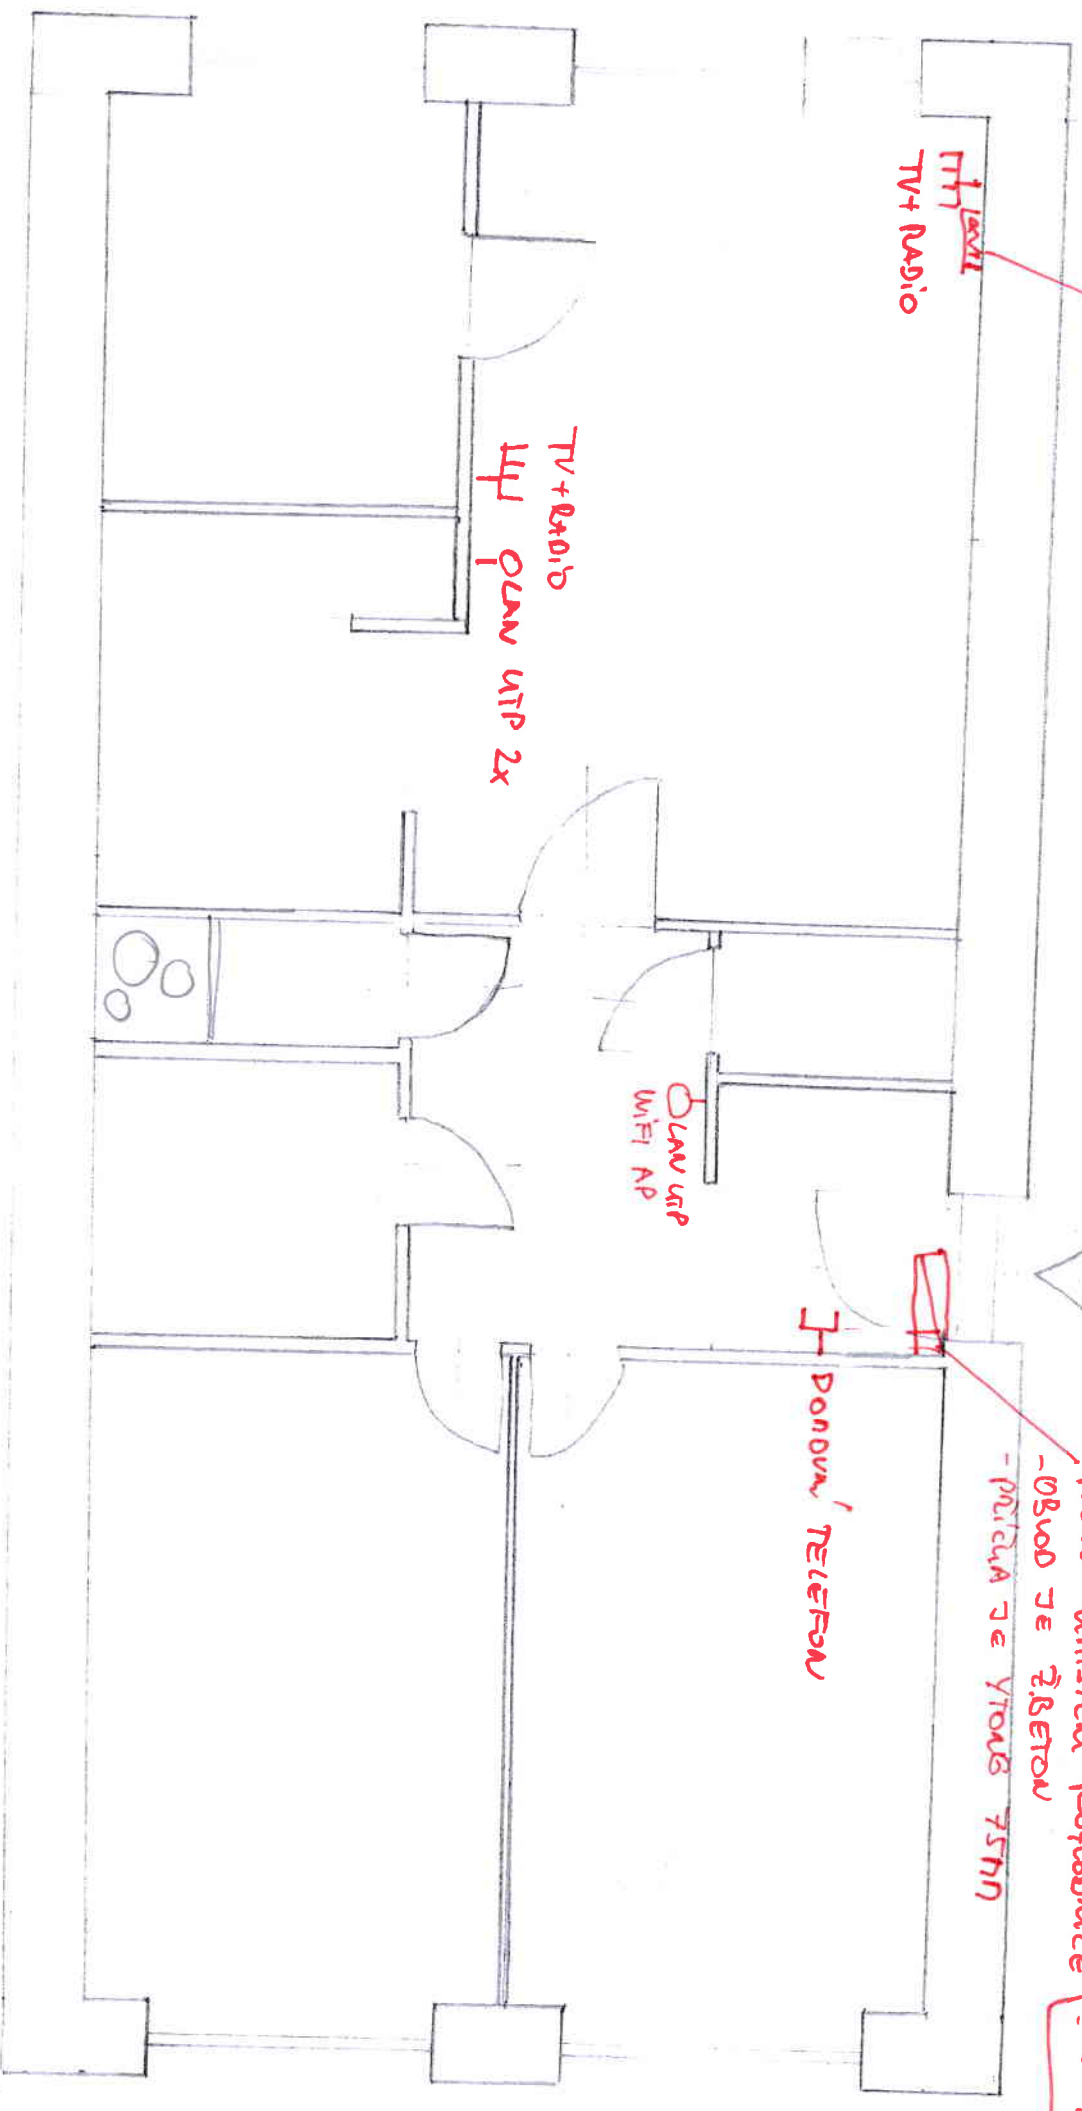 TV+ RADIO
TV+RADIO
LAN UTP 2x
LAN UTP
WIFI AP
DOMOVNÍ TELEFON
- OBVOD JE Ž.BETON
- PŘÍČKA JE YTONG 75MM